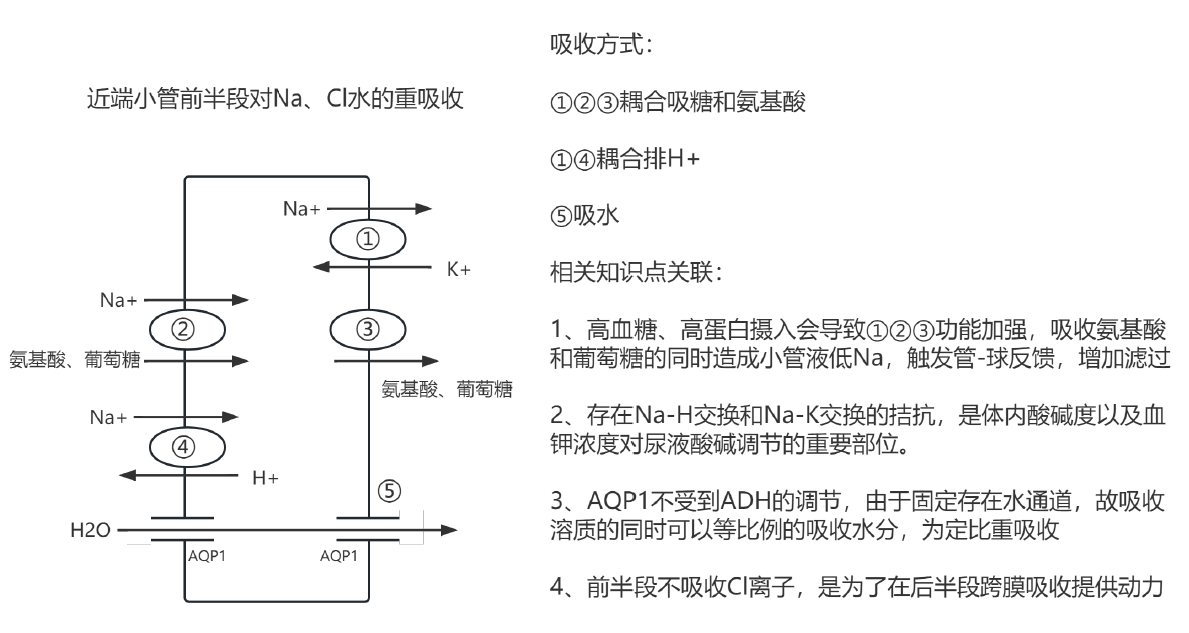 近端小管前半段对Na、Cl水的重吸收
Na+
①
K+
Na+
②
③
氨基酸、葡萄糖
氨基酸、葡萄糖
Na+
④
H+
⑤
H2O
AQP1
AQP1
吸收方式：
①②③耦合吸糖和氨基酸
①④耦合排H+
⑤吸水
相关知识点关联：
1、高血糖、高蛋白摄入会导致①②③功能加强，吸收氨基酸
和葡萄糖的同时造成小管液低Na，触发管-球反馈，增加滤过
2、存在Na-H交换和Na-K交换的拮抗，是体内酸碱度以及血
钾浓度对尿液酸碱调节的重要部位。
3、AQP1不受到ADH的调节，由于固定存在水通道，故吸收
溶质的同时可以等比例的吸收水分，为定比重吸收
4、前半段不吸收Cl离子，是为了在后半段跨膜吸收提供动力